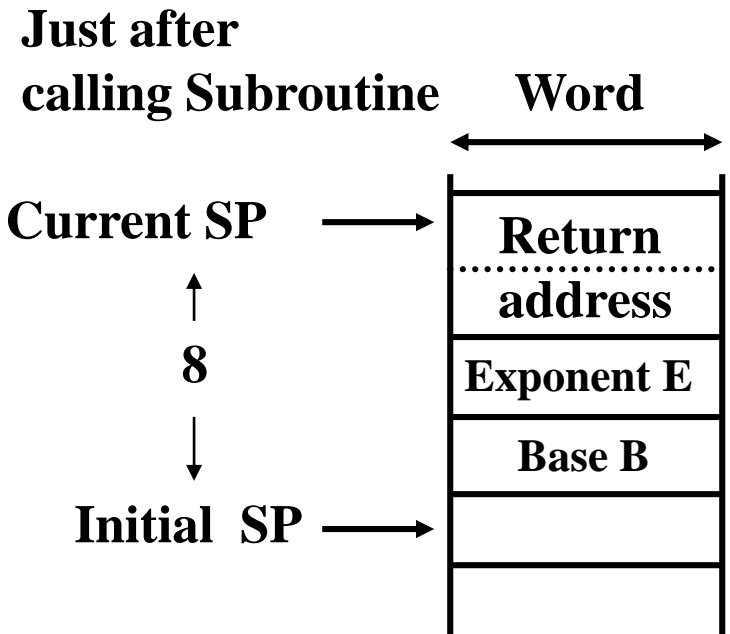 Just after
calling Subroutine
Word
Current SP
Return
address
8
Exponent E
Base B
Initial SP